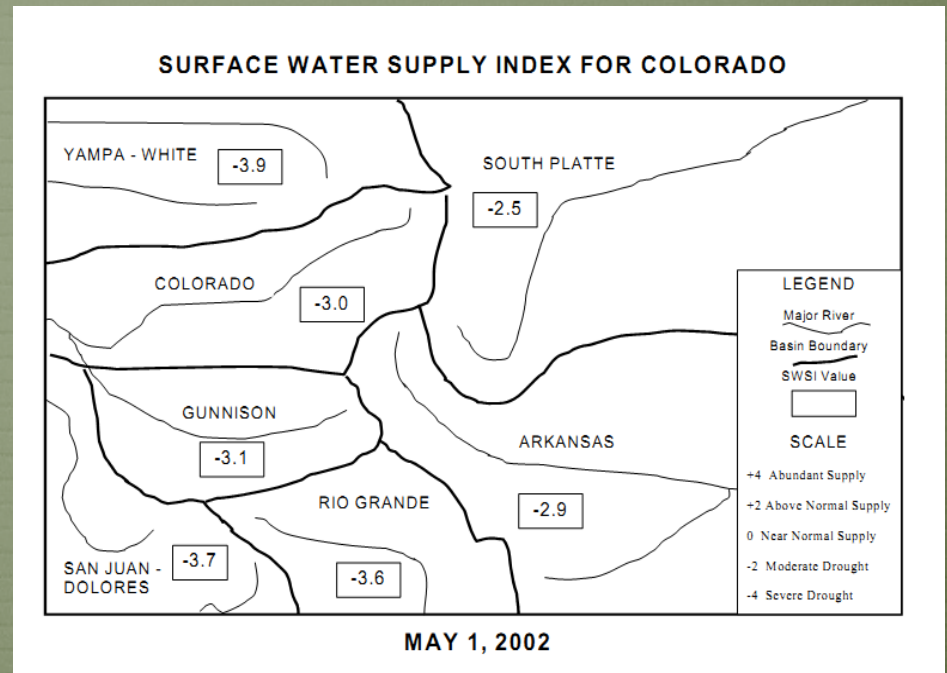 SURFACE WATER SUPPLY INDEX FOR COLORADO
YAMPA - WHITE
-3.9
SOUTH PLATTE
-2.5
COLORADO
-3.0
GUNNISON
-3.1
ARKANSAS
-2.9
RIO GRANDE
-3.6
SAN JUAN -
DOLORES
-3.7
LEGEND
Major River
Basin Boundary
SWSI Value
SCALE
+4 Abundant Supply
+2 Above Normal Supply
0 Near Normal Supply
-2 Moderate Drought
-4 Severe Drought
MAY 1, 2002